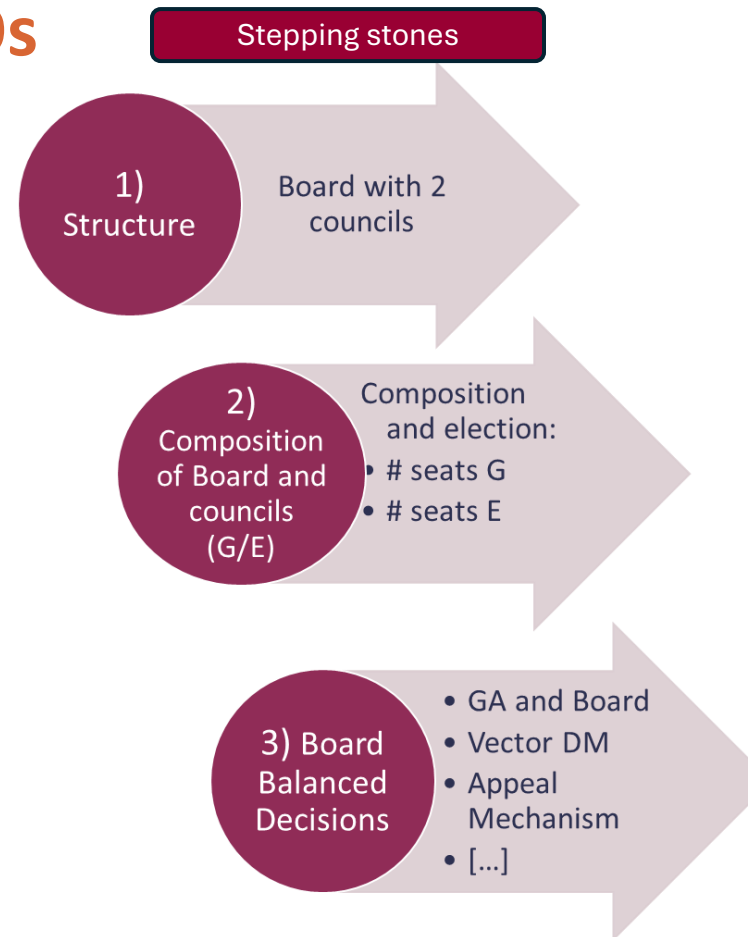 Stepping stones
1)
Structure
Board with 2
councils
2)
Composition
of Board and
councils
(G/E)
Composition
and election:
• # seats G
• # seats E
3) Board
Balanced
Decisions
• GA and Board
• Vector DM
• Appeal
Mechanism
• [...]